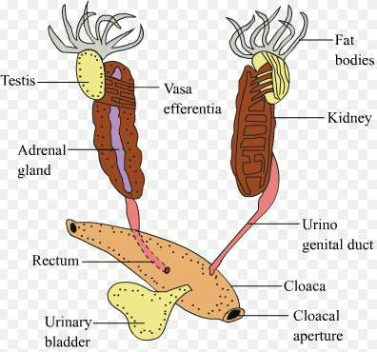 Fat
bodies
Testis
Vasa
efferentia
Kidney
Adrenal
gland
Urino
genital duct
Rectum
Cloaca
Urinary
bladder
Cloacal
aperture